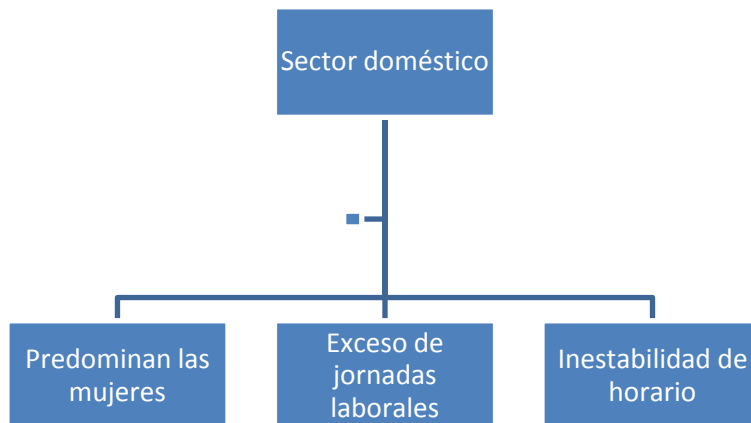 Sector doméstico
Predominan las
mujeres
Exceso de
jornadas
laborales
Inestabilidad de
horario